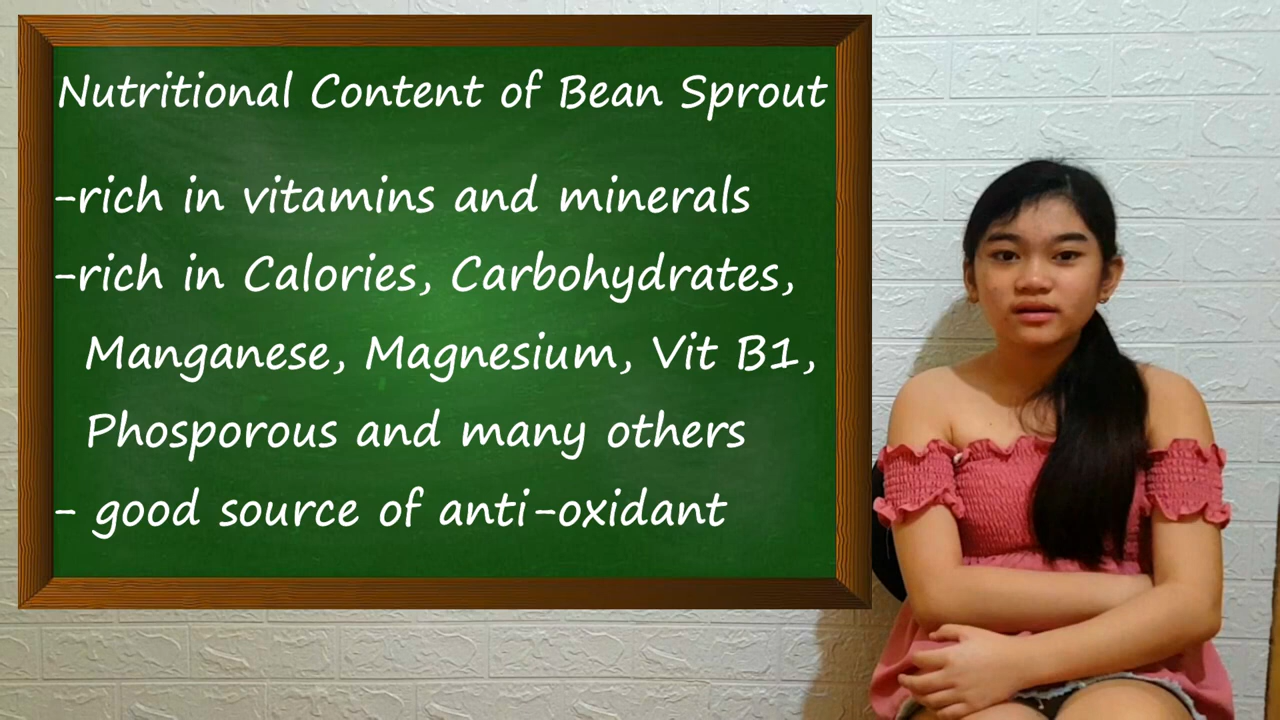 Nutritional Content of Bean Sprout
-rich in vitamins and minerals
-rich in Calories, Carbohydrates,
Manganese, Magnesium, Vit B1,
Phosporous and many others
- good source of anti-oxidant